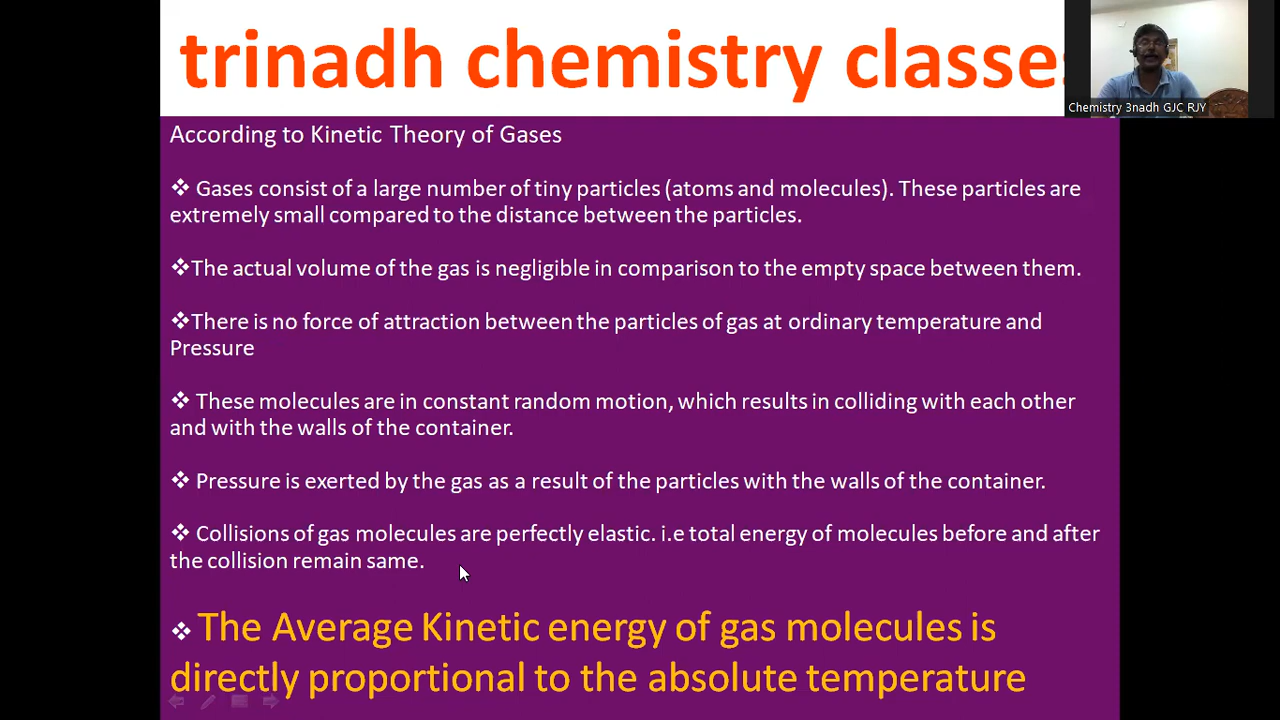 trinadh chemistry classes
Chemistry 3nadh GJC RJY
According to Kinetic Theory of Gases
❖ Gases consist of a large number of tiny particles (atoms and molecules). These particles are
extremely small compared to the distance between the particles.
❖The actual volume of the gas is negligible in comparison to the empty space between them.
❖There is no force of attraction between the particles of gas at ordinary temperature and
Pressure
❖ These molecules are in constant random motion, which results in colliding with each other
and with the walls of the container.
❖ Pressure is exerted by the gas as a result of the particles with the walls of the container.
❖ Collisions of gas molecules are perfectly elastic. i.e total energy of molecules before and after
the collision remain same.
❖ The Average Kinetic energy of gas molecules is
directly proportional to the absolute temperature